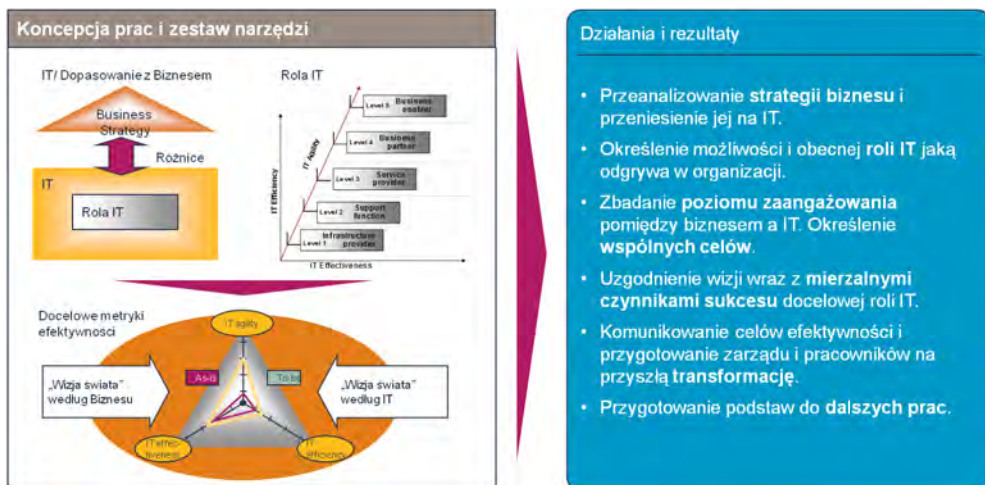 Koncepcja prac i zestaw narzędzi
IT/ Dopasowanie z Biznesem
Business
Strategy
Różnice
IT
Rola IT
Rola IT
IT Efficiency
IT Agility
Level 5 Business
enabler
Level 4 Business
partner
Level 3 Service
provider
Level 2 Support
function
Level 1 Infrastructure
provider
IT Effectiveness
Docelowe metryki
efektywności
IT agility
„Wizja świata”
według Biznesu
As-is
To-be
„Wizja świata”
według IT
IT effec-
tiveness
IT
efficiency
Działania i rezultaty
• Przeanalizowanie strategii biznesu i
przeniesienie jej na IT.
• Określenie możliwości i obecnej roli IT jaką
odgrywa w organizacji.
• Zbadanie poziomu zaangażowania
pomiędzy biznesem a IT. Określenie
wspólnych celów.
• Uzgodnienie wizji wraz z mierzalnymi
czynnikami sukcesu docelowej roli IT.
• Komunikowanie celów efektywności i
przygotowanie zarządu i pracowników na
przyszłą transformację.
• Przygotowanie podstaw do dalszych prac.